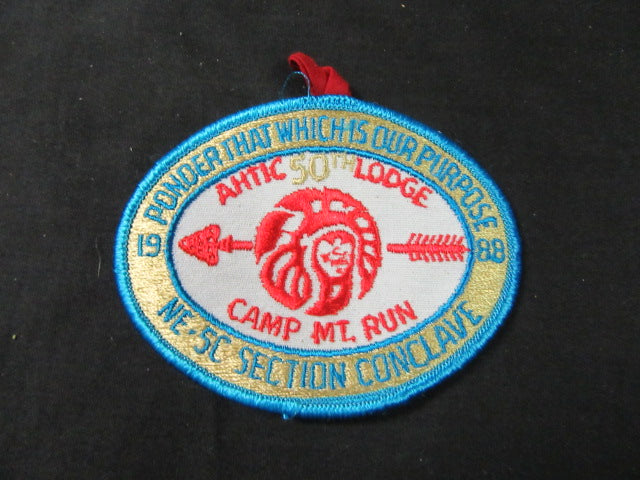 PONDER THAT WHICH IS OUR PURPOSE
AHTIC 50TH LODGE
19 88
CAMP MT. RUN
NE-5C SECTION CONCLAVE